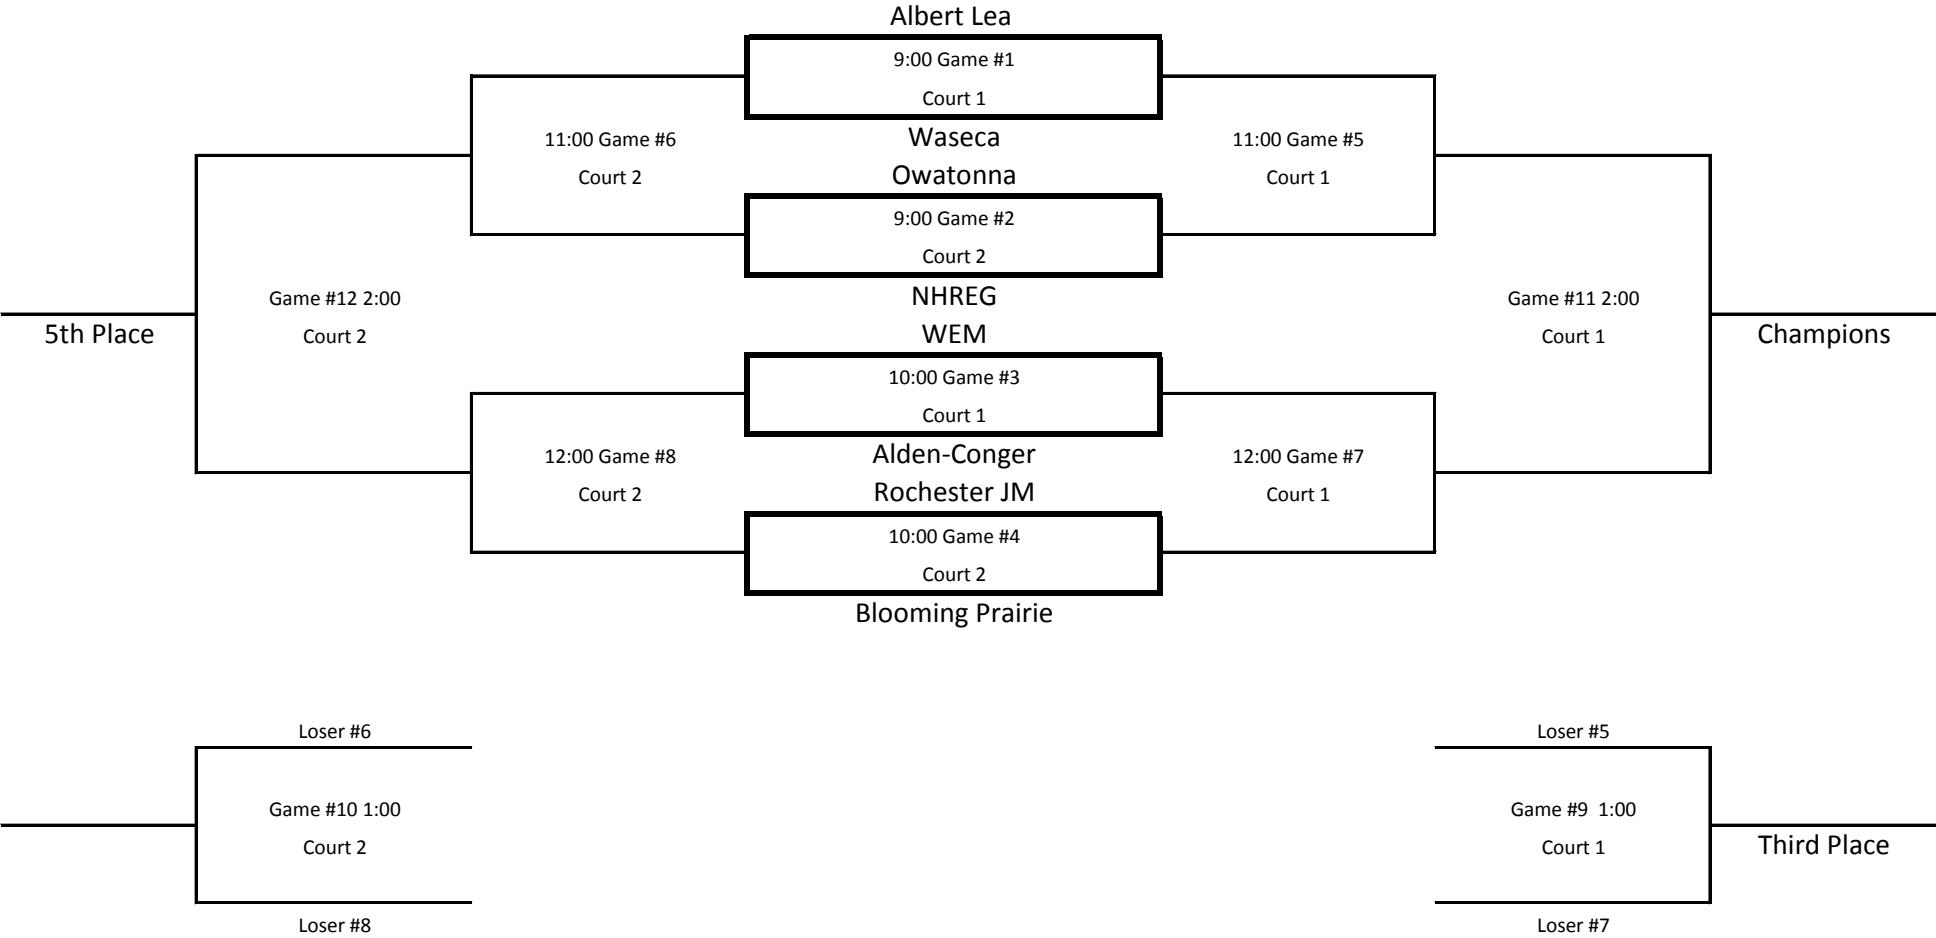 Albert Lea
9:00 Game #1
Court 1
11:00 Game #6
Waseca
11:00 Game #5
Court 2
Owatonna
Court 1
9:00 Game #2
Court 2
Game #12 2:00
NHREG
Game #11 2:00
5th Place
Court 2
WEM
Court 1
Champions
10:00 Game #3
Court 1
12:00 Game #8
Alden-Conger
12:00 Game #7
Court 2
Rochester JM
Court 1
10:00 Game #4
Court 2
Blooming Prairie
Loser #6
Loser #5
Game #10 1:00
Game #9  1:00
Court 2
Court 1
Third Place
Loser #8
Loser #7